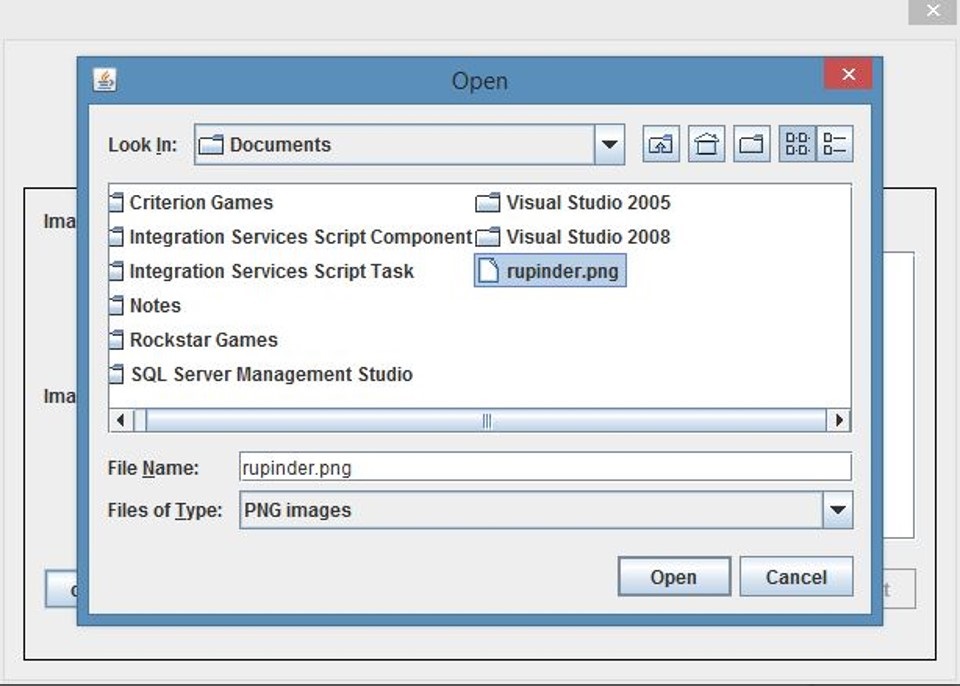 Open
Look In: Documents
Criterion Games
Integration Services Script Component
Integration Services Script Task
Notes
Rockstar Games
SQL Server Management Studio
Visual Studio 2005
Visual Studio 2008
rupinder.png
File Name: rupinder.png
Files of Type: PNG images
Open Cancel